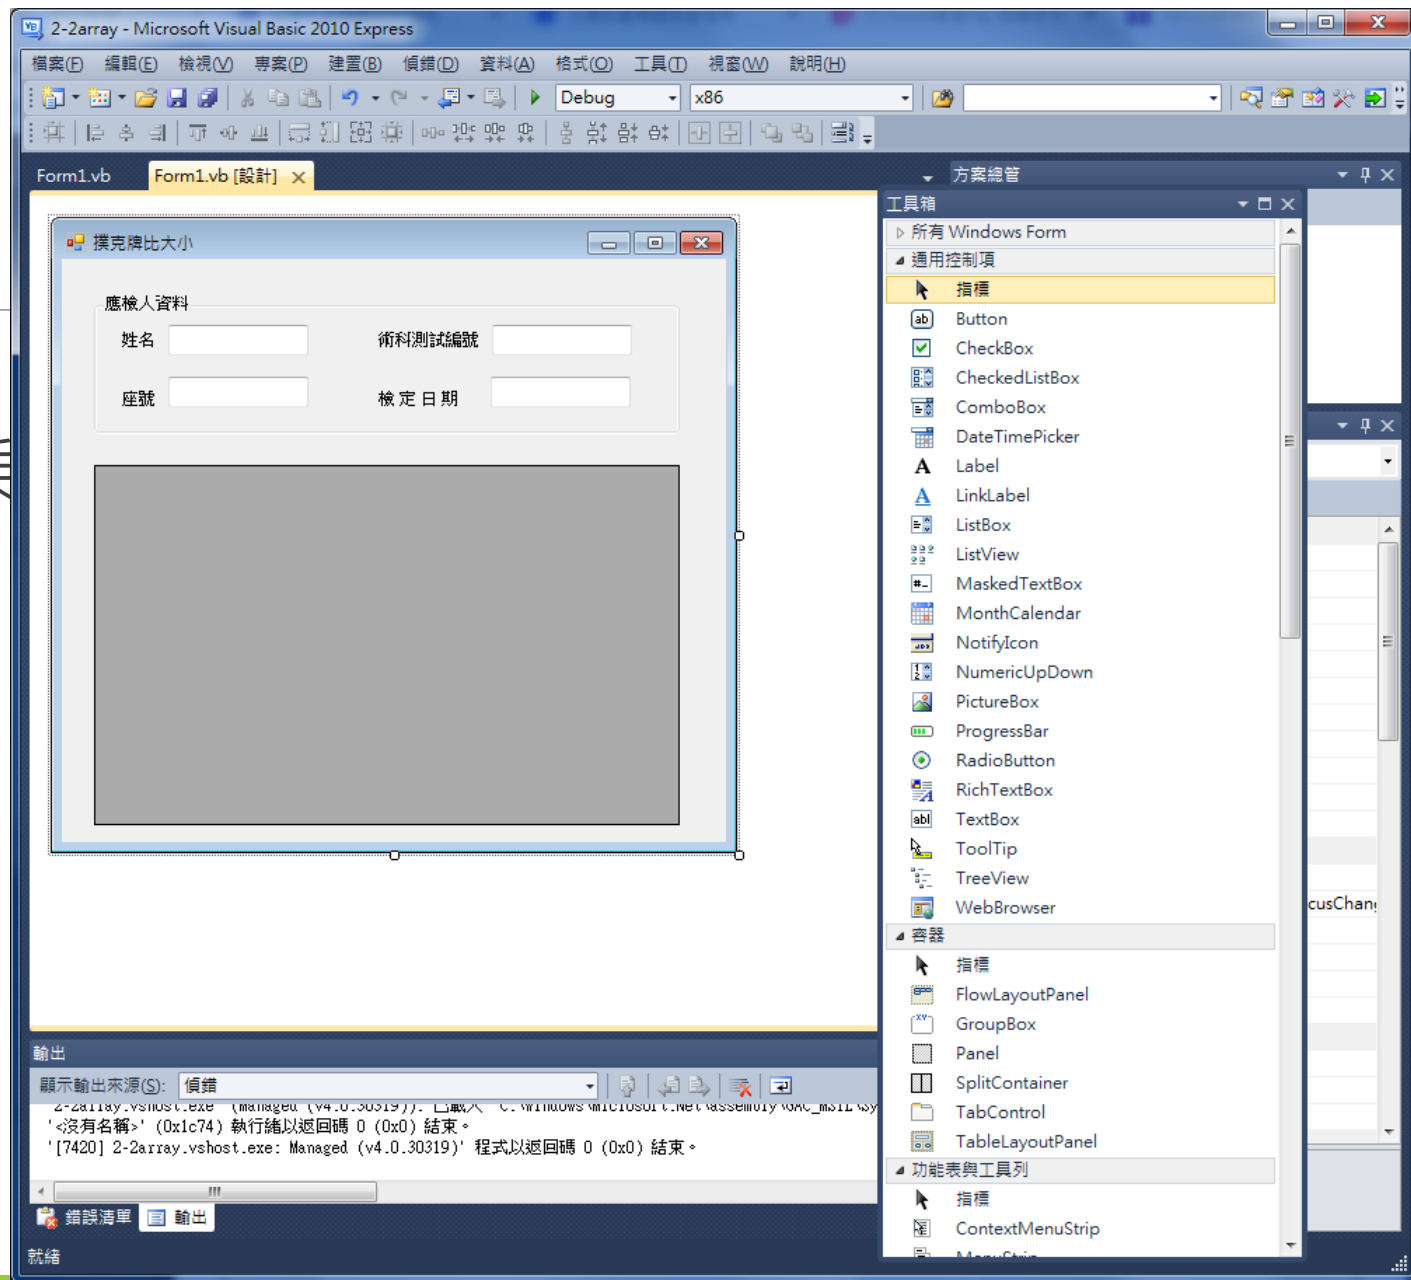 2-2array - Microsoft Visual Basic 2010 Express
檔案(F) 編輯(E) 檢視(V) 專案(P) 建置(B) 偵錯(D) 資料(A) 格式(O) 工具(T) 視窗(W) 說明(H)
Debug x86
Form1.vb Form1.vb [設計]
方案總管
工具箱
撲克牌比大小
應檢人資料
姓名 術科測試編號
座號 檢定日期
所有 Windows Form
通用控制項
指標
Button
CheckBox
CheckedListBox
ComboBox
DateTimePicker
Label
LinkLabel
ListBox
ListView
MaskedTextBox
MonthCalendar
NotifyIcon
NumericUpDown
PictureBox
ProgressBar
RadioButton
RichTextBox
TextBox
ToolTip
TreeView
WebBrowser
容器
指標
FlowLayoutPanel
GroupBox
Panel
SplitContainer
TabControl
TableLayoutPanel
功能表與工具列
指標
ContextMenuStrip
MenuStrip
cusChan
輸出
顯示輸出來源(S): 偵錯
'<沒有名稱>' (0x1c74) 執行緒以返回碼 0 (0x0) 結束。
'[7420] 2-2array.vshost.exe: Managed (v4.0.30319)' 程式以返回碼 0 (0x0) 結束。
錯誤清單 輸出
就緒